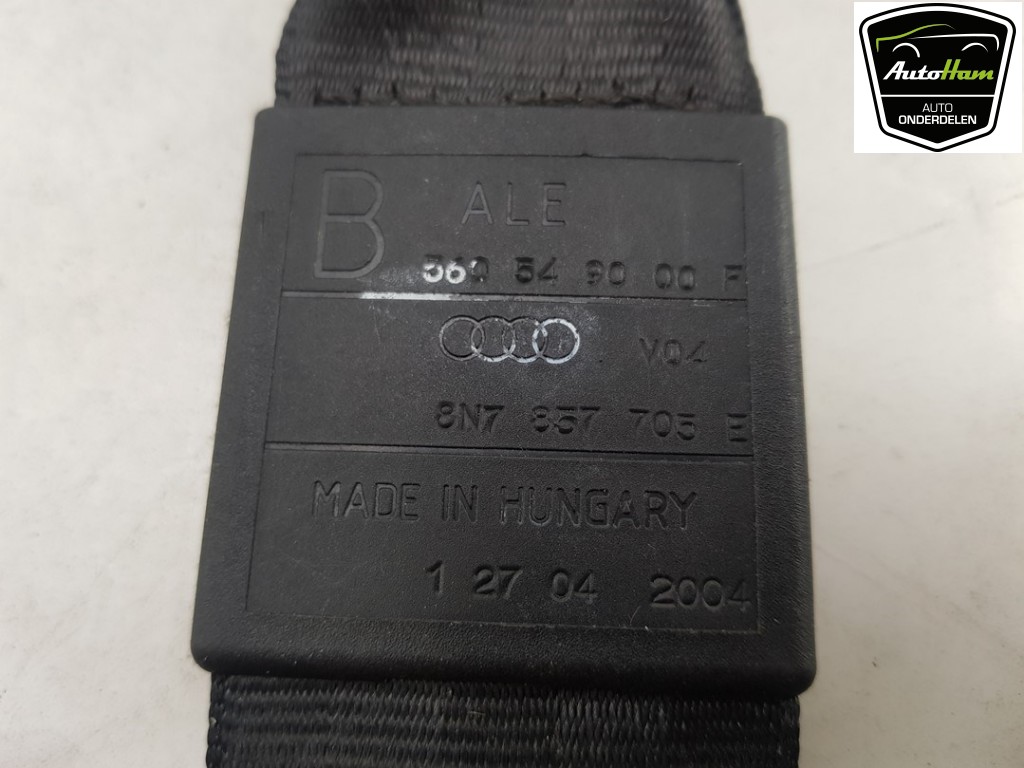 B ALE
560 54 90 00 F
V04
8N7 857 705 E
MADE IN HUNGARY
1 27 04 2004
AutoHam
AUTO
ONDERDELEN